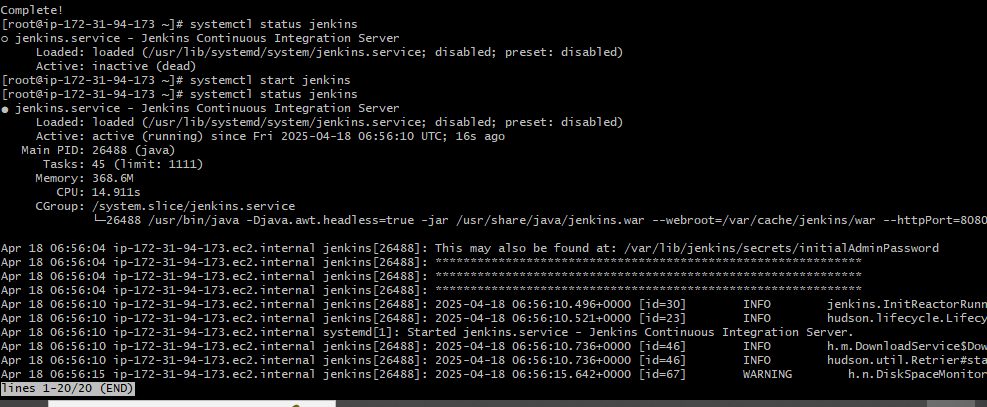 Complete!
[root@ip-172-31-94-173 ~]# systemctl status jenkins
○ jenkins.service - Jenkins Continuous Integration Server
     Loaded: loaded (/usr/lib/systemd/system/jenkins.service; disabled; preset: disabled)
     Active: inactive (dead)
[root@ip-172-31-94-173 ~]# systemctl start jenkins
[root@ip-172-31-94-173 ~]# systemctl status jenkins
● jenkins.service - Jenkins Continuous Integration Server
     Loaded: loaded (/usr/lib/systemd/system/jenkins.service; disabled; preset: disabled)
     Active: active (running) since Fri 2025-04-18 06:56:10 UTC; 16s ago
   Main PID: 26488 (java)
      Tasks: 45 (limit: 1111)
     Memory: 368.6M
        CPU: 14.911s
     CGroup: /system.slice/jenkins.service
             └─26488 /usr/bin/java -Djava.awt.headless=true -jar /usr/share/java/jenkins.war --webroot=/var/cache/jenkins/war --httpPort=8080
Apr 18 06:56:04 ip-172-31-94-173.ec2.internal jenkins[26488]: This may also be found at: /var/lib/jenkins/secrets/initialAdminPassword
Apr 18 06:56:04 ip-172-31-94-173.ec2.internal jenkins[26488]: *************************************************************
Apr 18 06:56:04 ip-172-31-94-173.ec2.internal jenkins[26488]: *************************************************************
Apr 18 06:56:04 ip-172-31-94-173.ec2.internal jenkins[26488]: *************************************************************
Apr 18 06:56:10 ip-172-31-94-173.ec2.internal jenkins[26488]: 2025-04-18 06:56:10.496+0000 [id=30]        INFO        jenkins.InitReactorRunn
Apr 18 06:56:10 ip-172-31-94-173.ec2.internal jenkins[26488]: 2025-04-18 06:56:10.521+0000 [id=23]        INFO        hudson.lifecycle.Lifecy
Apr 18 06:56:10 ip-172-31-94-173.ec2.internal systemd[1]: Started jenkins.service - Jenkins Continuous Integration Server.
Apr 18 06:56:10 ip-172-31-94-173.ec2.internal jenkins[26488]: 2025-04-18 06:56:10.736+0000 [id=46]        INFO        h.m.DownloadService$Dow
Apr 18 06:56:10 ip-172-31-94-173.ec2.internal jenkins[26488]: 2025-04-18 06:56:10.736+0000 [id=46]        INFO        hudson.util.Retrier#sta
Apr 18 06:56:15 ip-172-31-94-173.ec2.internal jenkins[26488]: 2025-04-18 06:56:15.642+0000 [id=67]        WARNING        h.n.DiskSpaceMonitor
lines 1-20/20 (END)